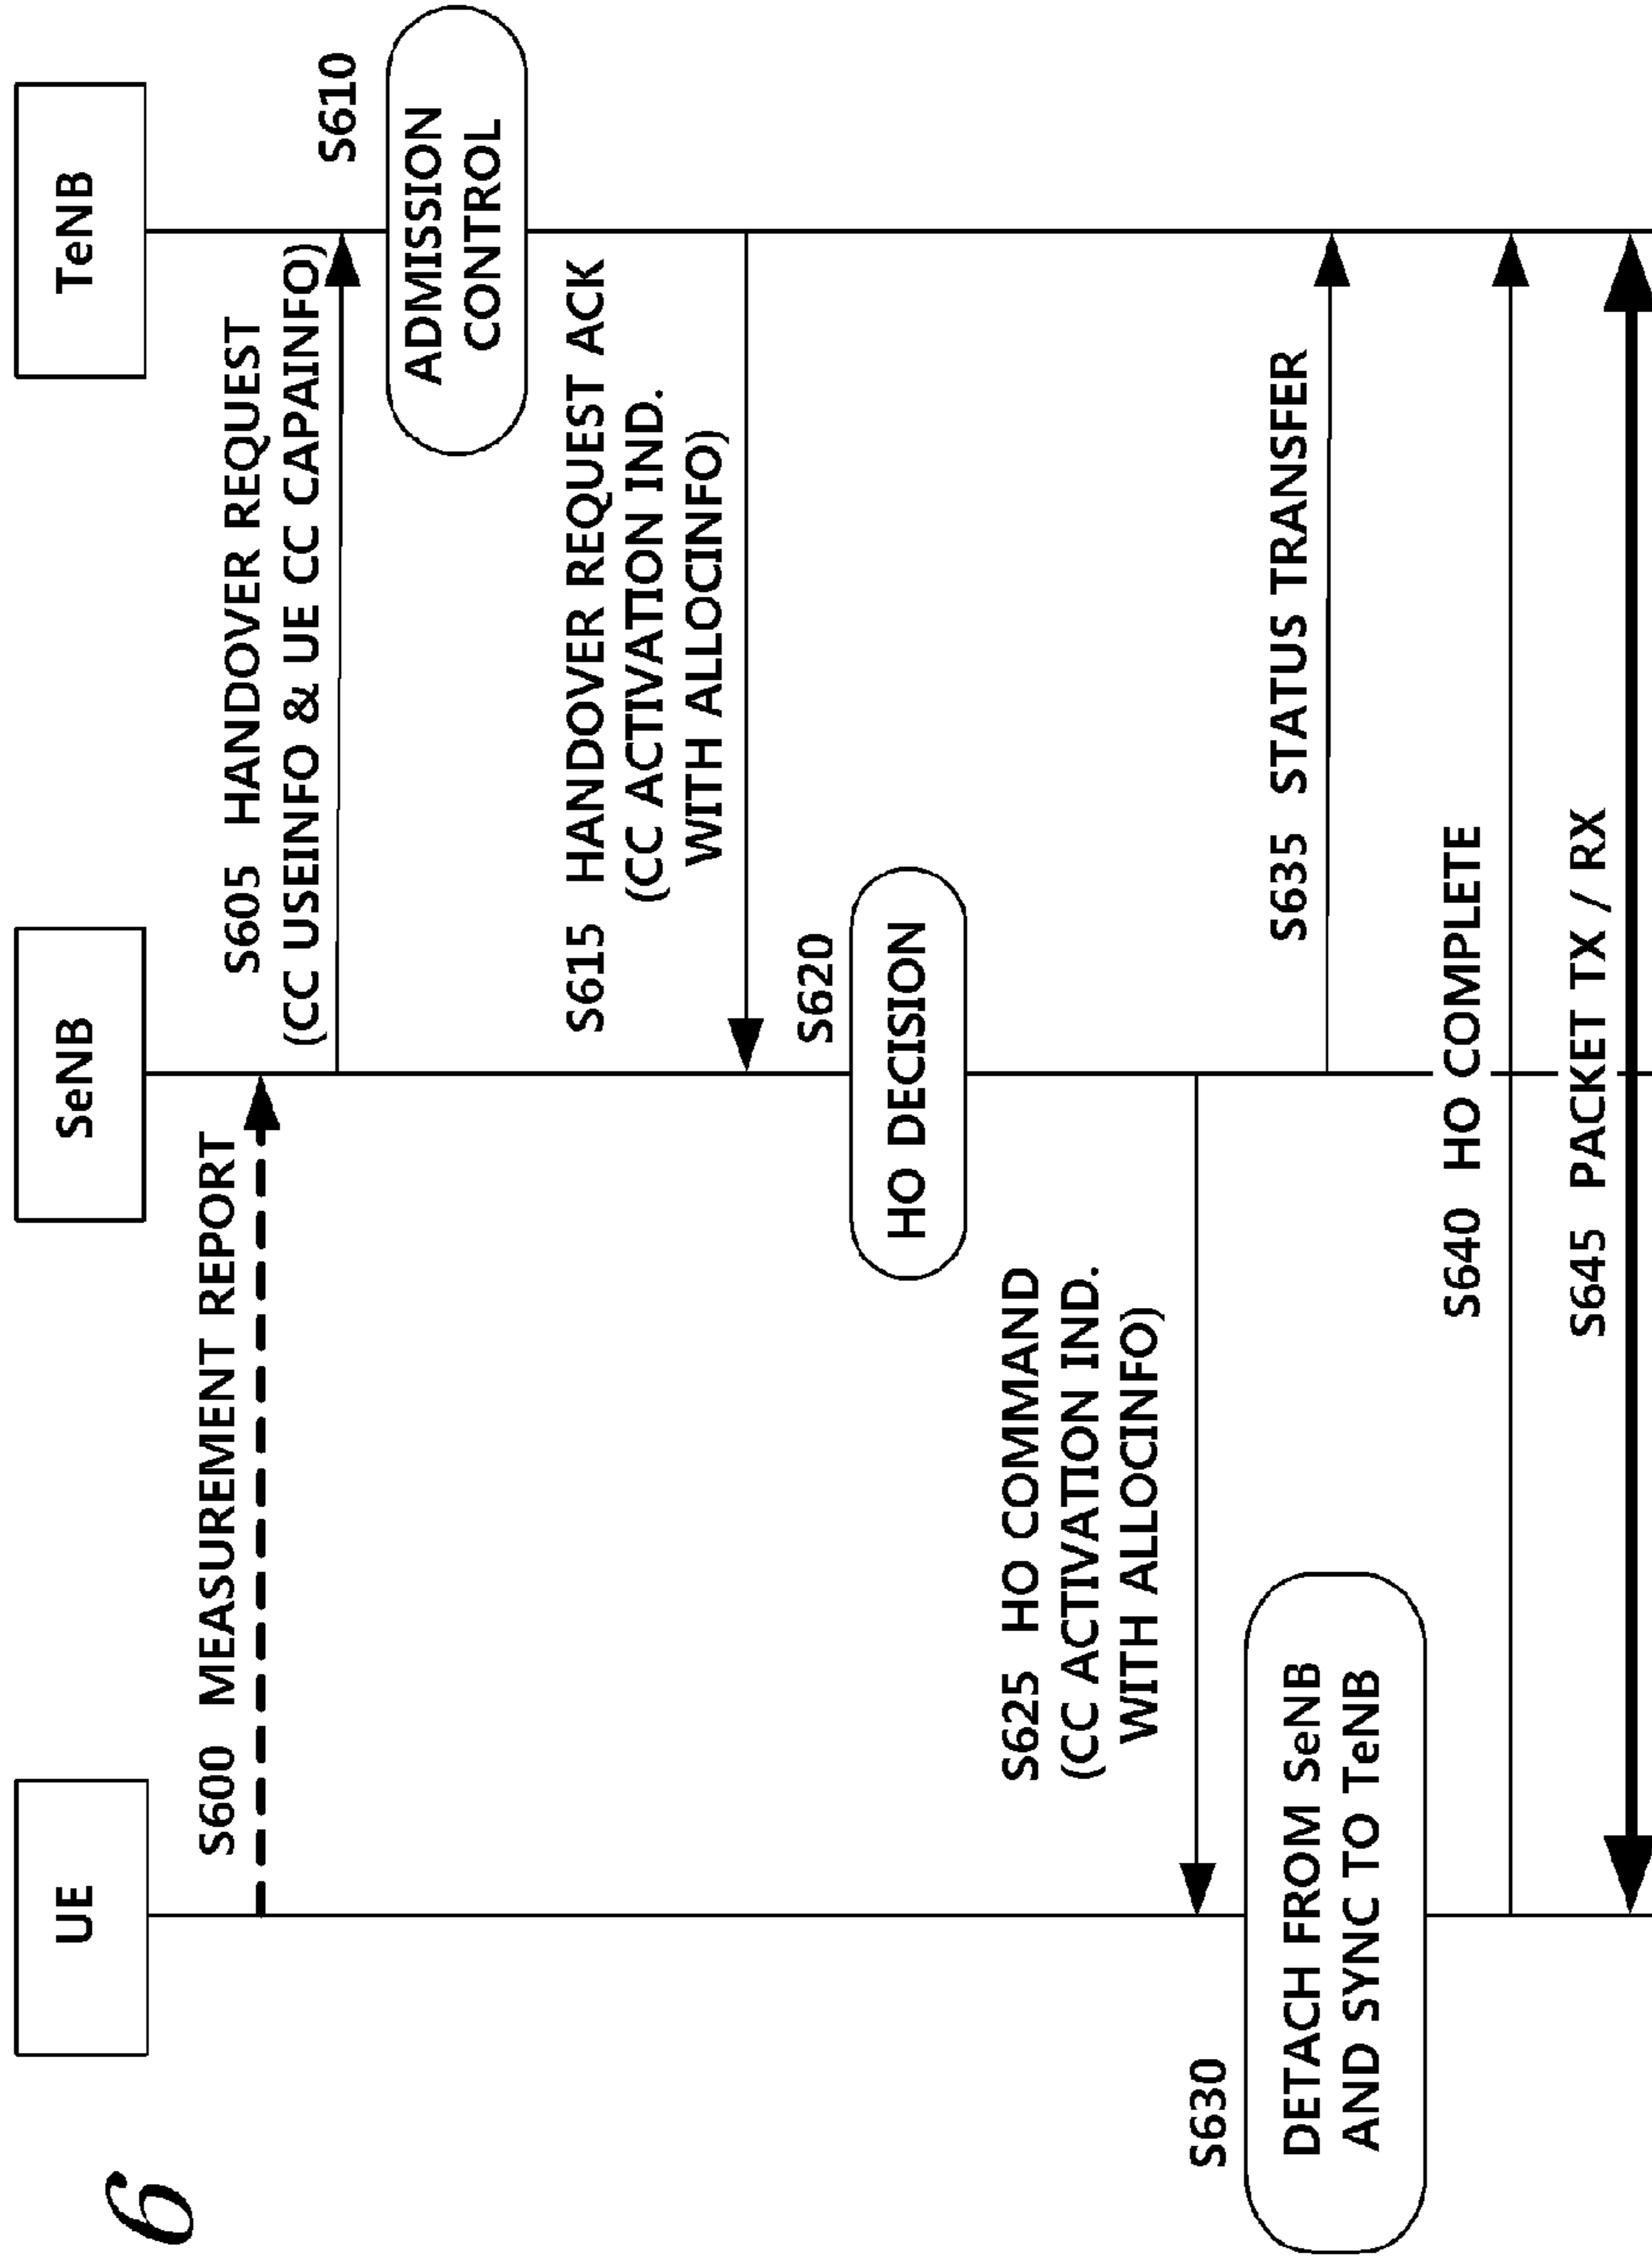 6
UE
SeNB
TeNB
S600 MEASUREMENT REPORT
S605 HANDOVER REQUEST
(CC USEINFO & UE CC CAPAINFO)
S610
ADMISSION
CONTROL
S615 HANDOVER REQUEST ACK
(CC ACTIVATION IND.
WITH ALLOCINFO)
S620
HO DECISION
S625 HO COMMAND
(CC ACTIVATION IND.
WITH ALLOCINFO)
S630
DETACH FROM SeNB
AND SYNC TO TeNB
S635 STATUS TRANSFER
S640 HO COMPLETE
S645 PACKET TX / RX